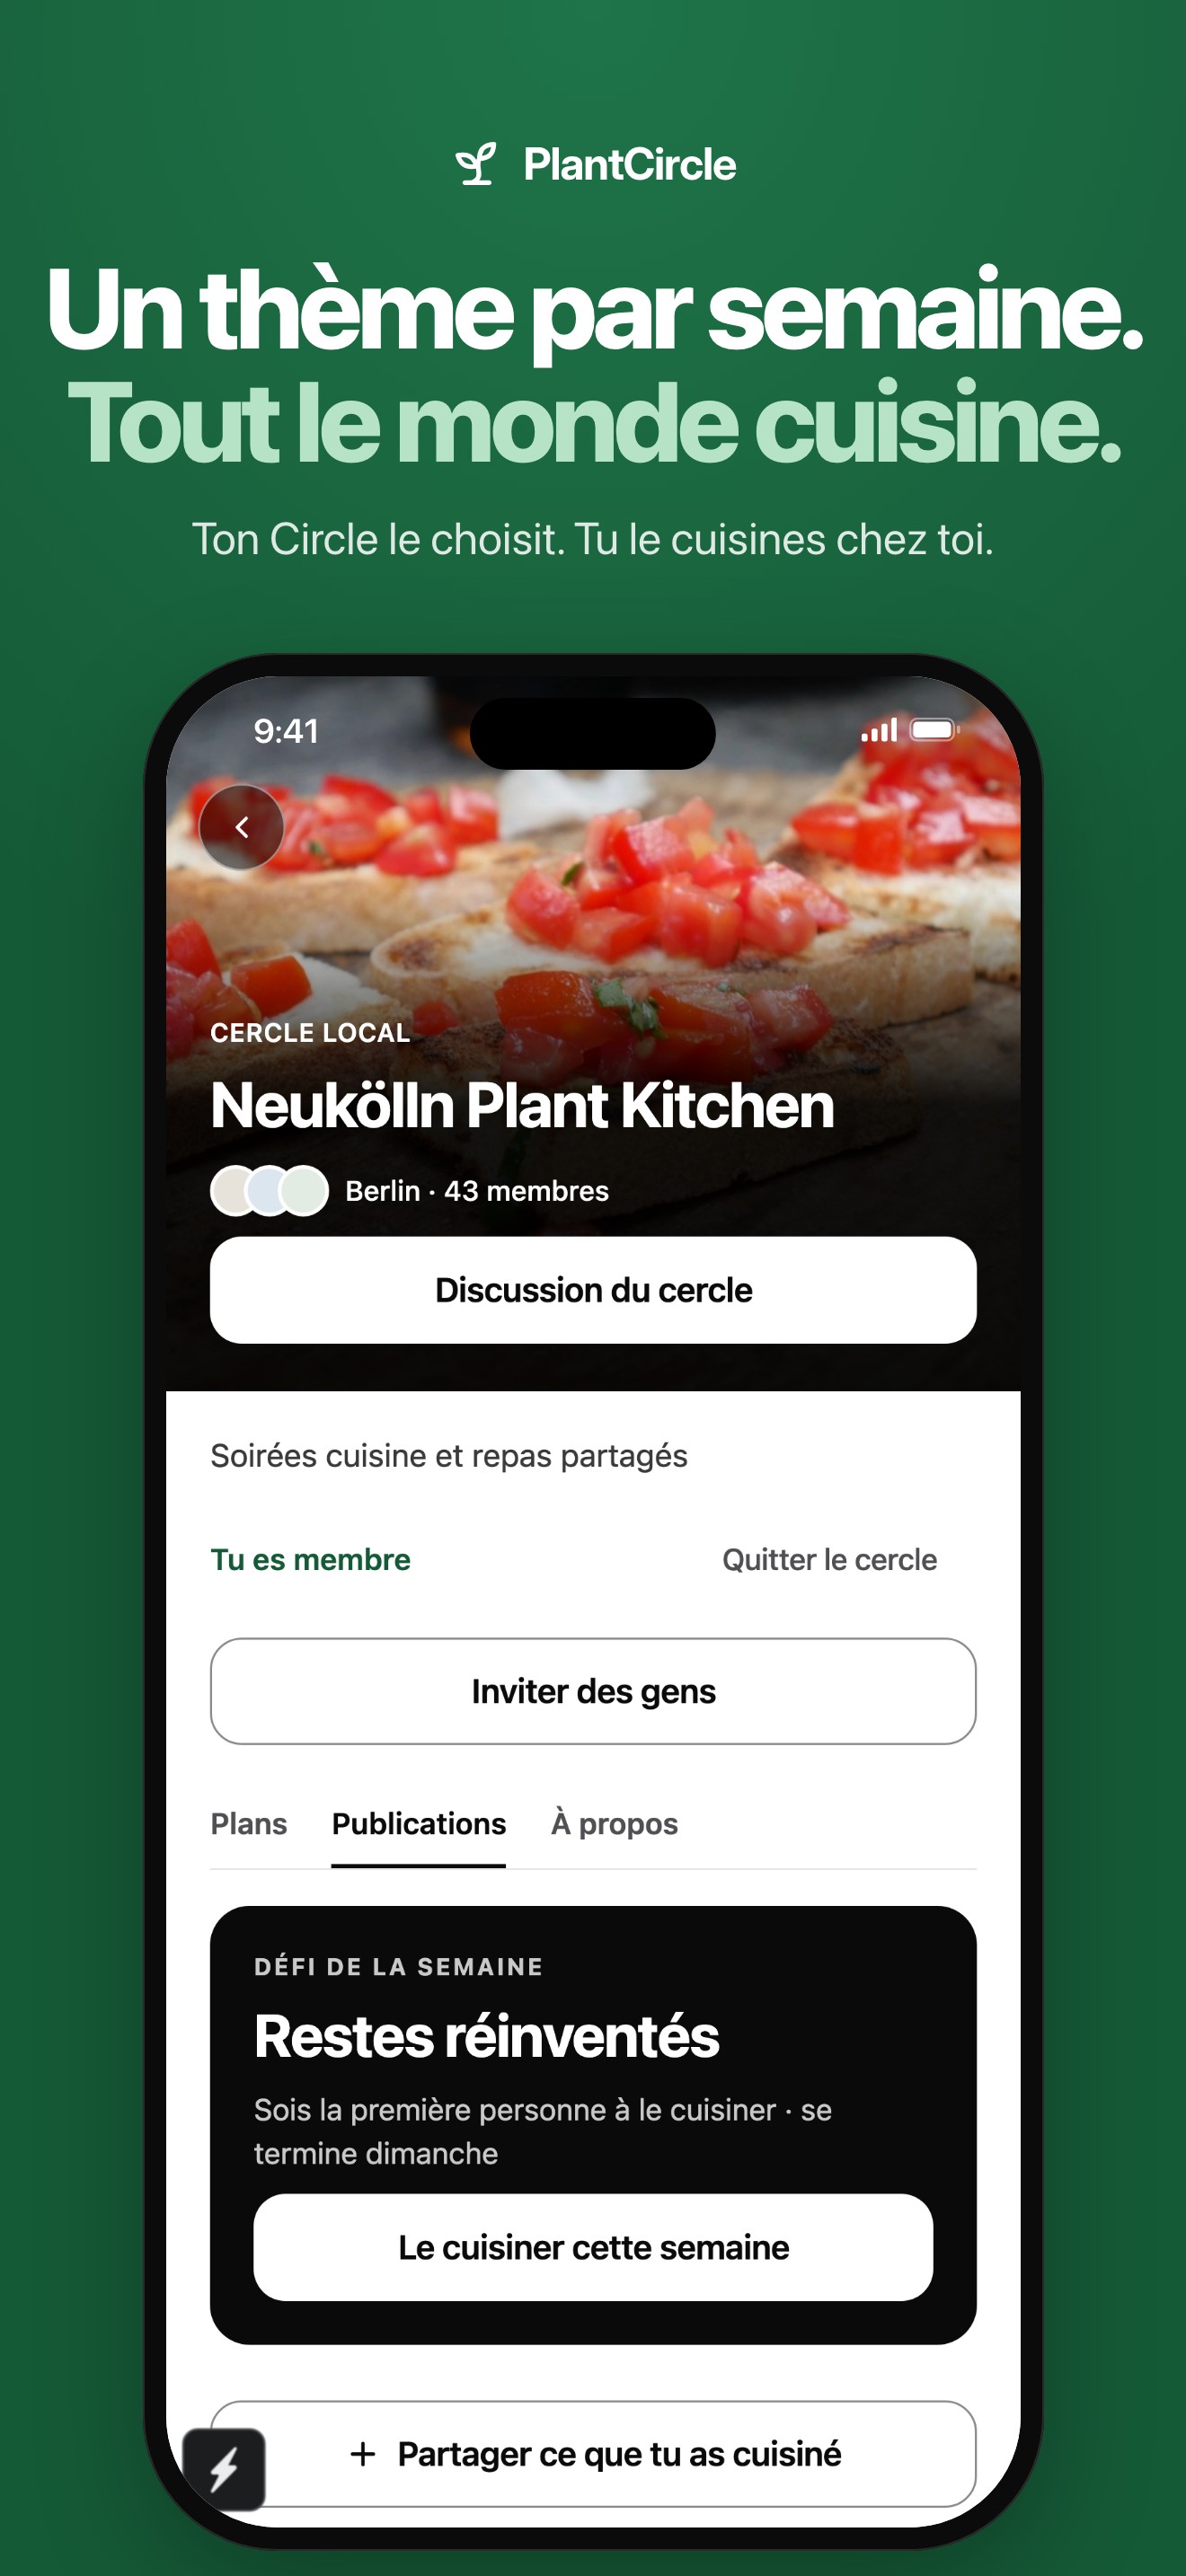 PlantCircle
Un thème par semaine.
Tout le monde cuisine.
Ton Circle le choisit. Tu le cuisines chez toi.
9:41
CERCLE LOCAL
Neukölln Plant Kitchen
Berlin · 43 membres
Discussion du cercle
Soirées cuisine et repas partagés
Tu es membre
Quitter le cercle
Inviter des gens
Plans
Publications
À propos
DÉFI DE LA SEMAINE
Restes réinventés
Sois la première personne à le cuisiner · se
termine dimanche
Le cuisiner cette semaine
+ Partager ce que tu as cuisiné